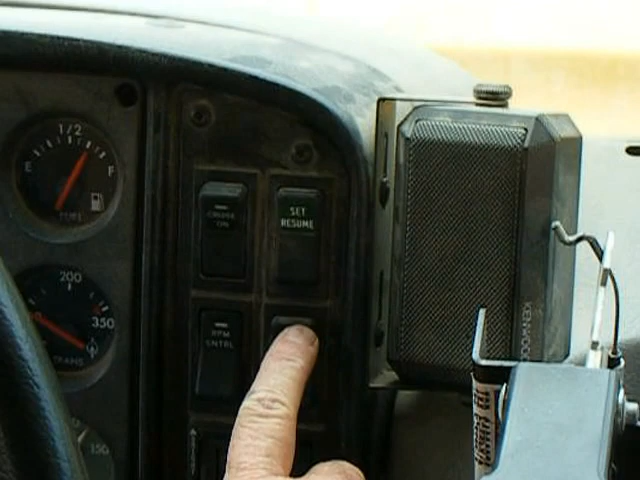 1/2
E
F
FUEL
200
350
TRANS
150
CRUISE
ON
SET
RESUME
RPM
CNTRL
KENWOOD